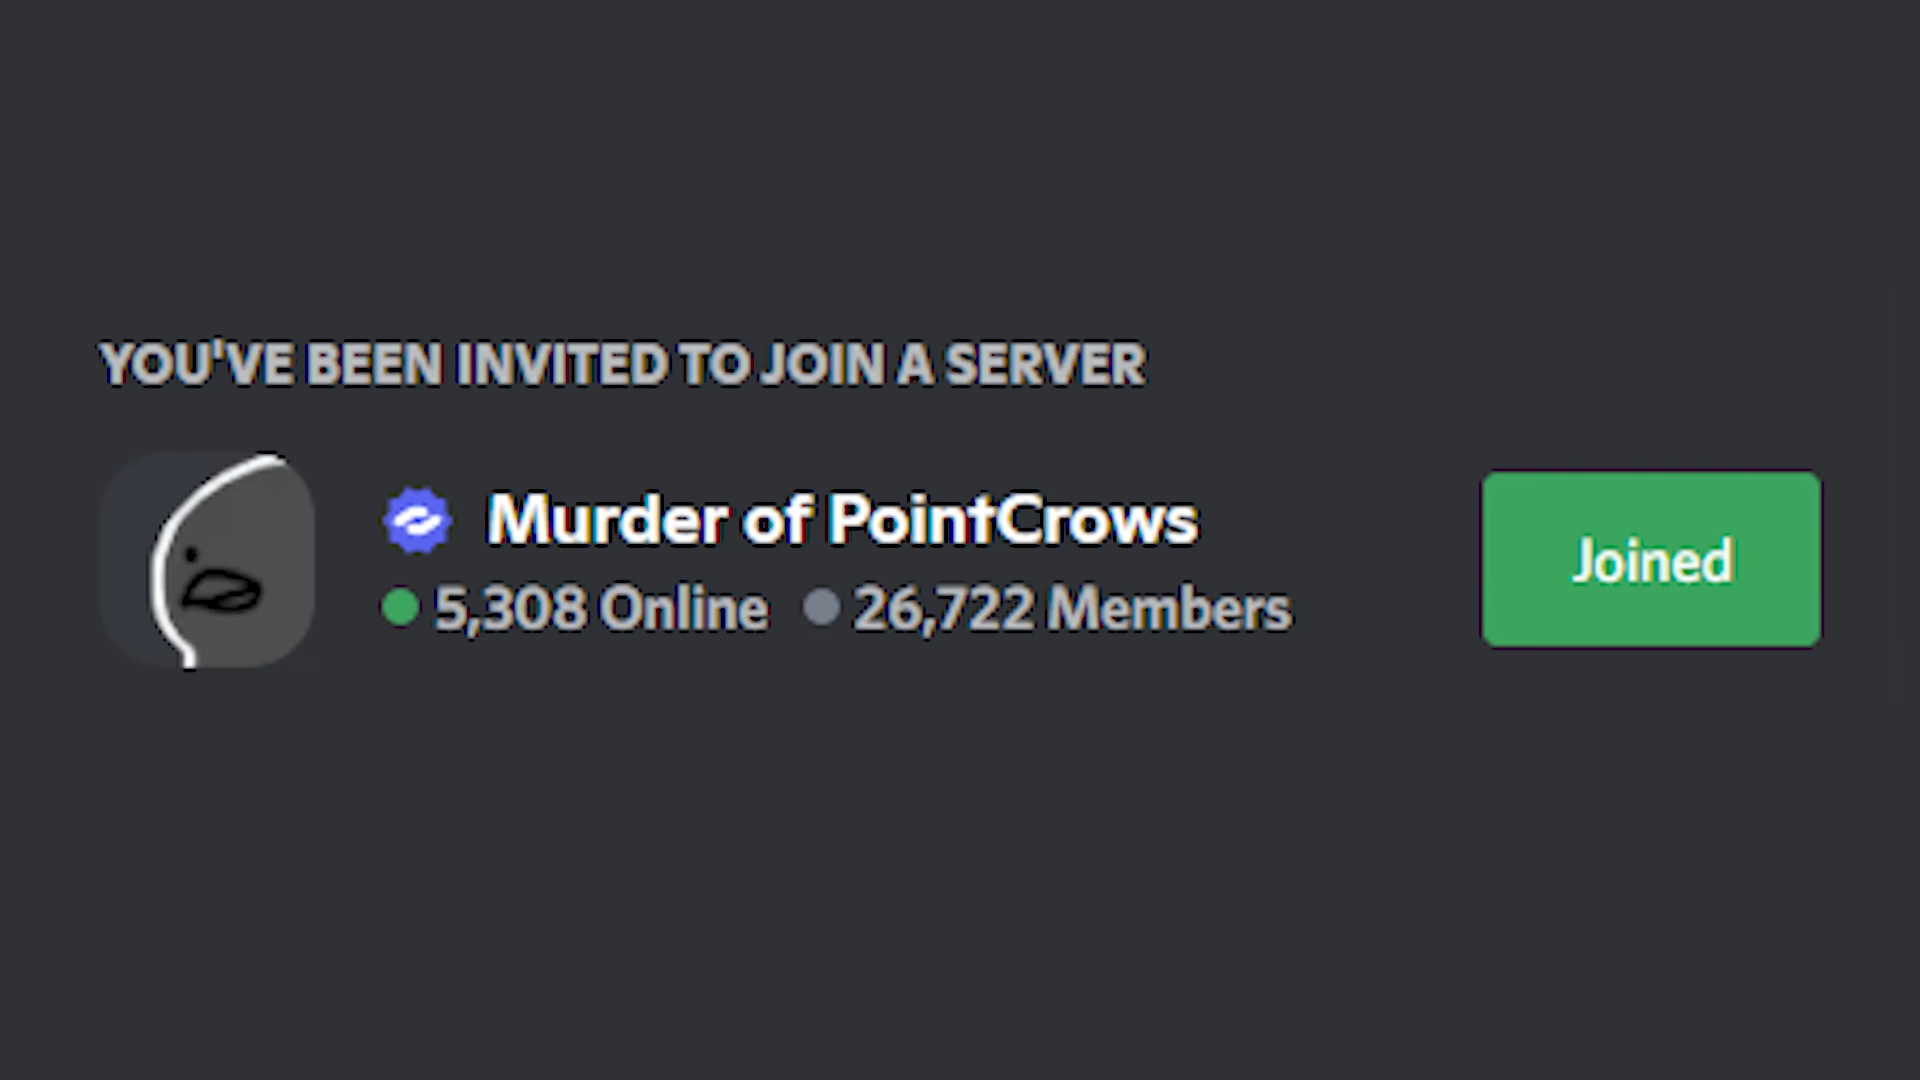 YOU'VE BEEN INVITED TO JOIN A SERVER
Murder of PointCrows
5,308 Online 26,722 Members
Joined